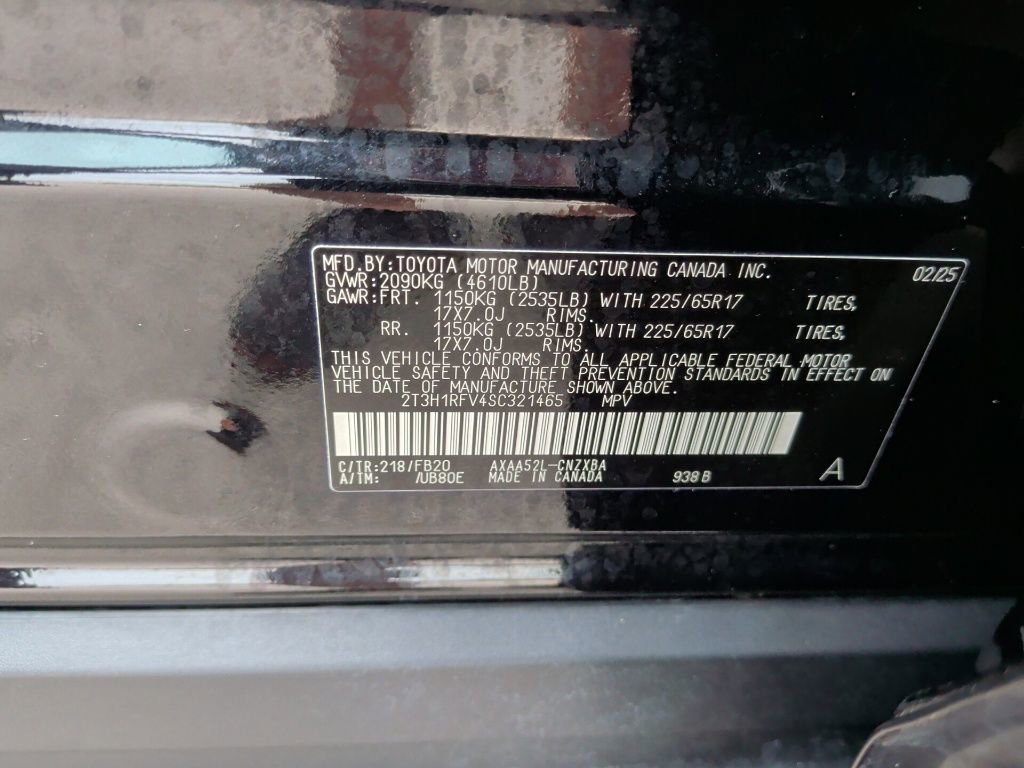 MFD.BY:TOYOTA MOTOR MANUFACTURING CANADA INC. 02/25
GVWR:2090KG (4610LB)
GAWR:FRT. 1150KG (2535LB) WITH 225/65R17 TIRES,
17X7.0J RIMS.
RR. 1150KG (2535LB) WITH 225/65R17 TIRES,
17X7.0J RIMS.
THIS VEHICLE CONFORMS TO ALL APPLICABLE FEDERAL MOTOR
VEHICLE SAFETY AND THEFT PREVENTION STANDARDS IN EFFECT ON
THE DATE OF MANUFACTURE SHOWN ABOVE.
2T3H1RFV4SC321465 MPV
C/TR:218/FB20 AXAA52L-CNZXBA
A/TM: /UB80E MADE IN CANADA 938B A